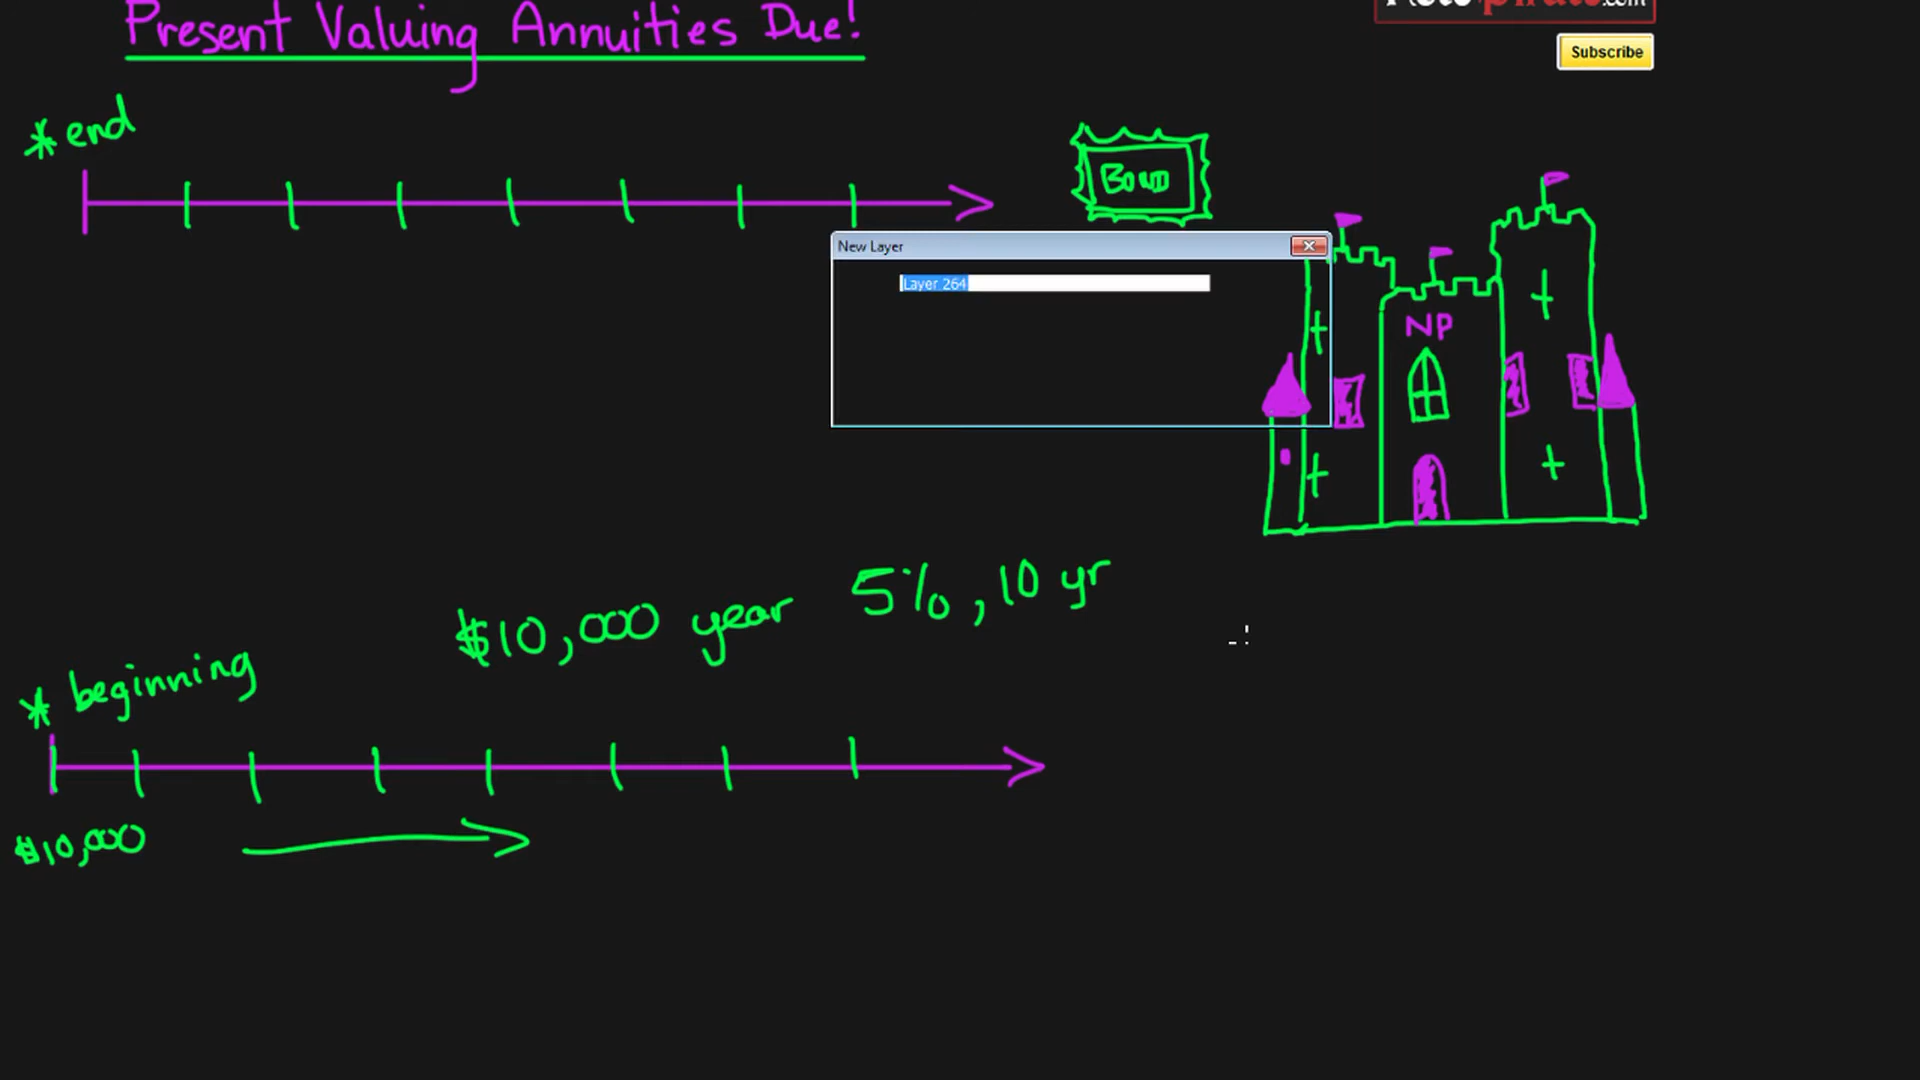 Present Valuing Annuities Due!
Subscribe
* end
New Layer
Layer 264
NP
$10,000 year 5%, 10 yr
* beginning
$10,000